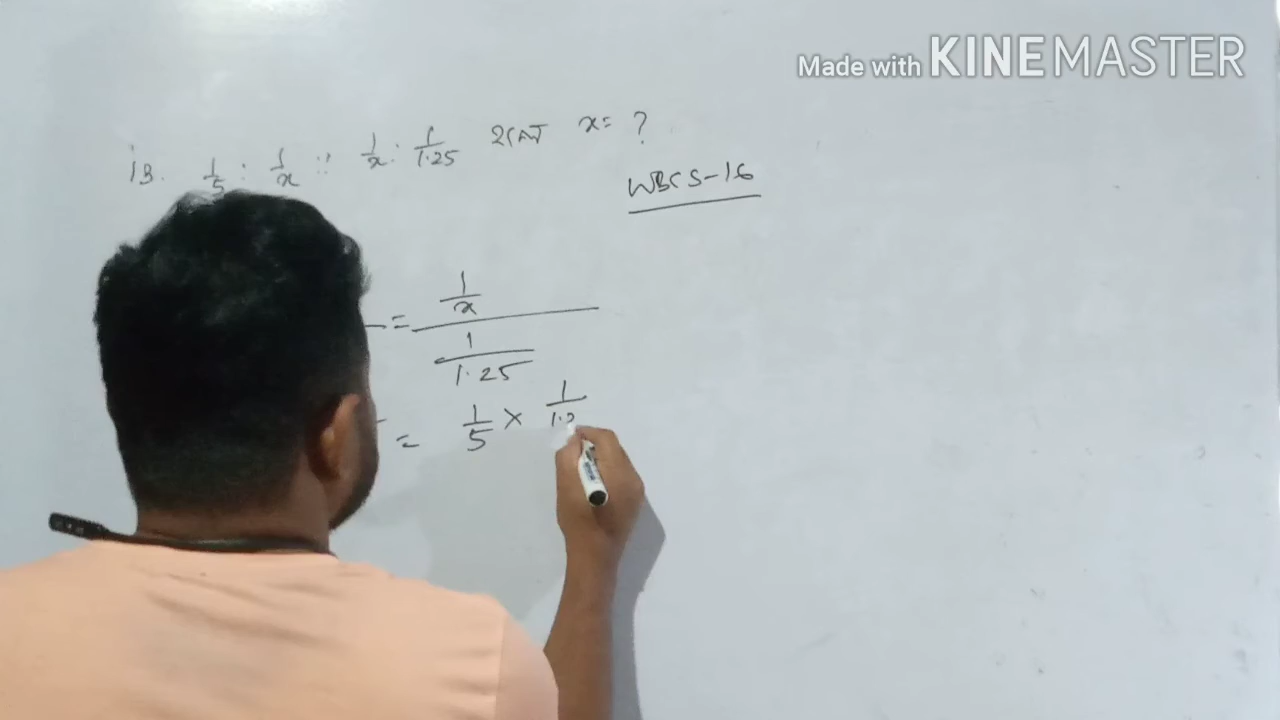 Made with KINEMASTER
13. 1/5 : 1/x :: 1/x : 1/1.25 হলে x= ?
WBCS-16
= 1/x
1/1.25
= 1/5 × 1/1.2